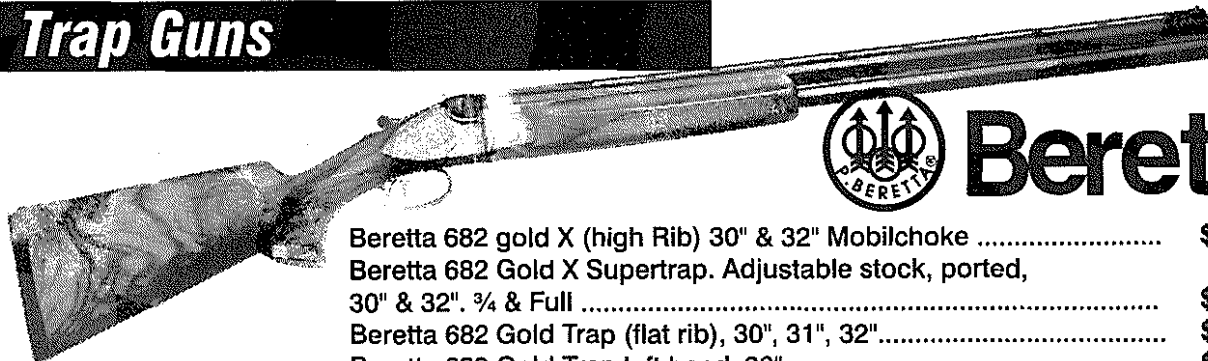 Trap Guns
P. BERETTA®
Beret
Beretta 682 gold X (high Rib) 30" & 32" Mobilchoke ......................... $
Beretta 682 Gold X Supertrap. Adjustable stock, ported,
30" & 32". ¾ & Full ................................................................................ $
Beretta 682 Gold Trap (flat rib), 30", 31", 32"........................................ $